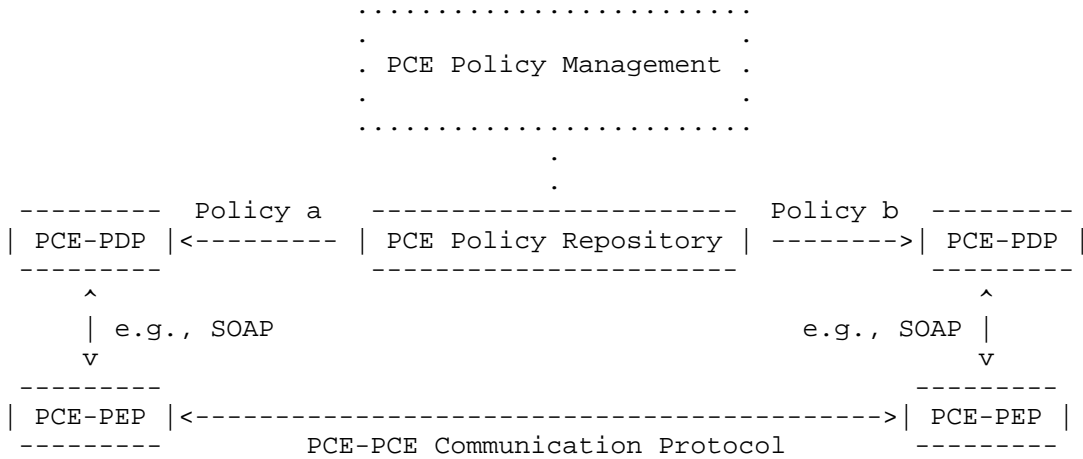 PCE Policy Management
Policy a Policy b
PCE-PDP PCE Policy Repository PCE-PDP
e.g., SOAP e.g., SOAP
v v
PCE-PEP PCE-PEP
PCE-PCE Communication Protocol